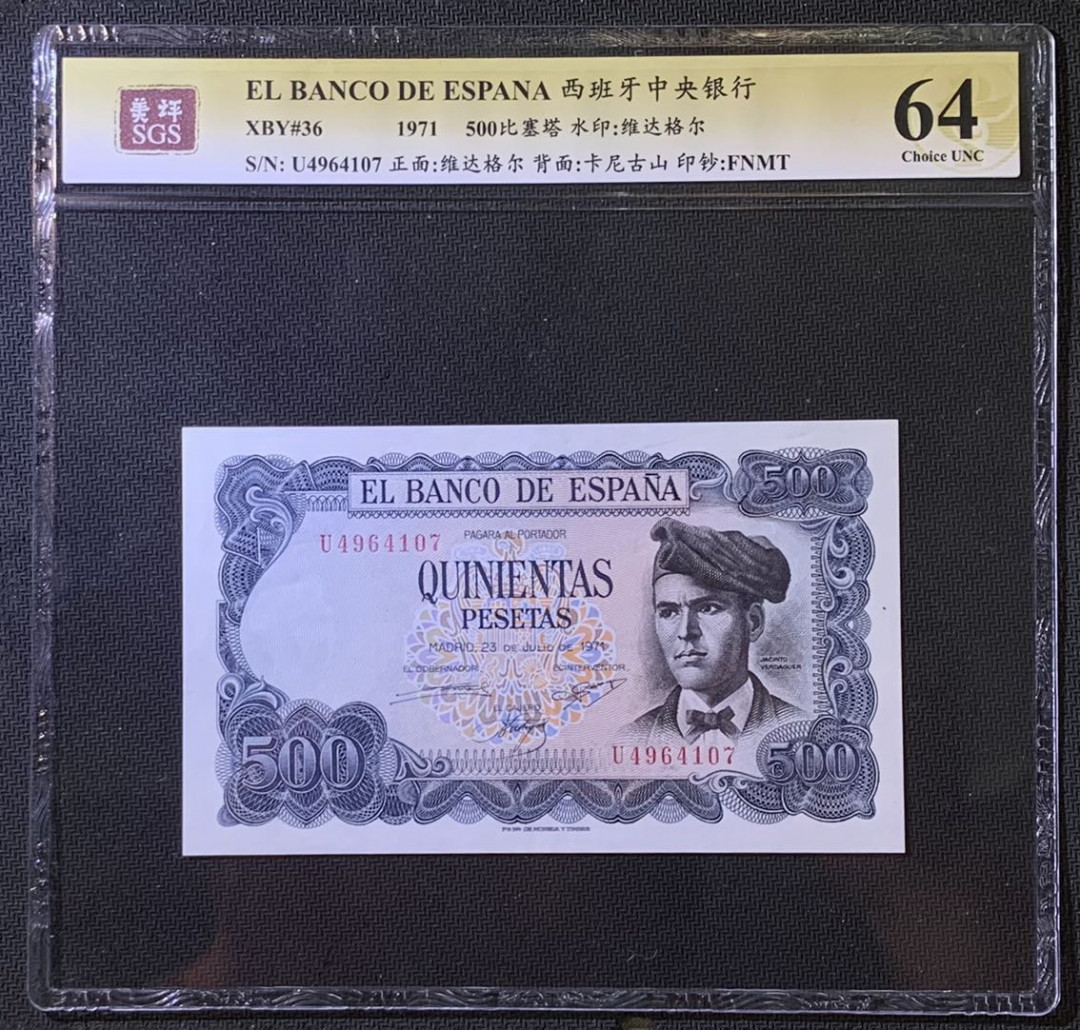 美评
SGS
EL BANCO DE ESPANA 西班牙中央银行
XBY#36 1971 500比塞塔 水印:维达格尔
S/N: U4964107 正面:维达格尔 背面:卡尼古山 印钞:FNMT
64
Choice UNC
EL BANCO DE ESPAÑA
500
U4964107
PAGARA AL PORTADOR
QUINIENTAS
PESETAS
MADRID, 23 DE JULIO DE 1971
EL GOBERNADOR
EL INTERVENTOR
EL CAJERO
JACINTO
VERDAGUER
U4964107
500
500